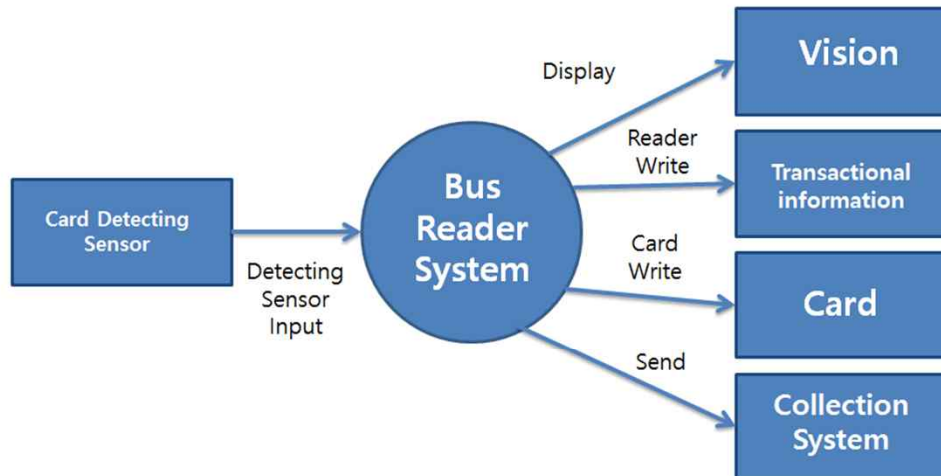 Card Detecting
Sensor
Detecting
Sensor
Input
Bus
Reader
System
Display
Vision
Reader
Write
Transactional
information
Card
Write
Card
Send
Collection
System